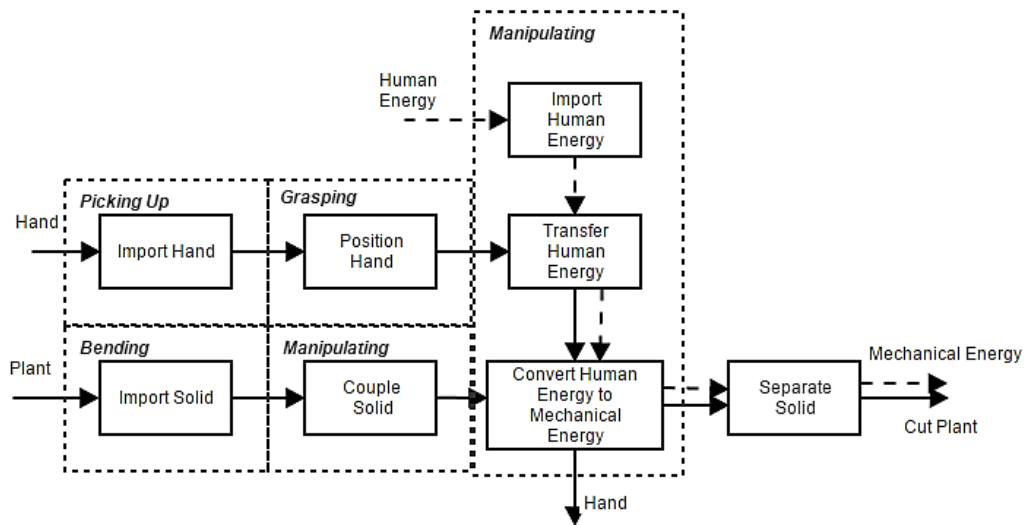 Manipulating
Human
Energy
Import
Human
Energy
Picking Up
Grasping
Hand
Import Hand
Position
Hand
Transfer
Human
Energy
Bending
Manipulating
Plant
Import Solid
Couple
Solid
Convert Human
Energy to
Mechanical
Energy
Separate
Solid
Mechanical Energy
Cut Plant
Hand